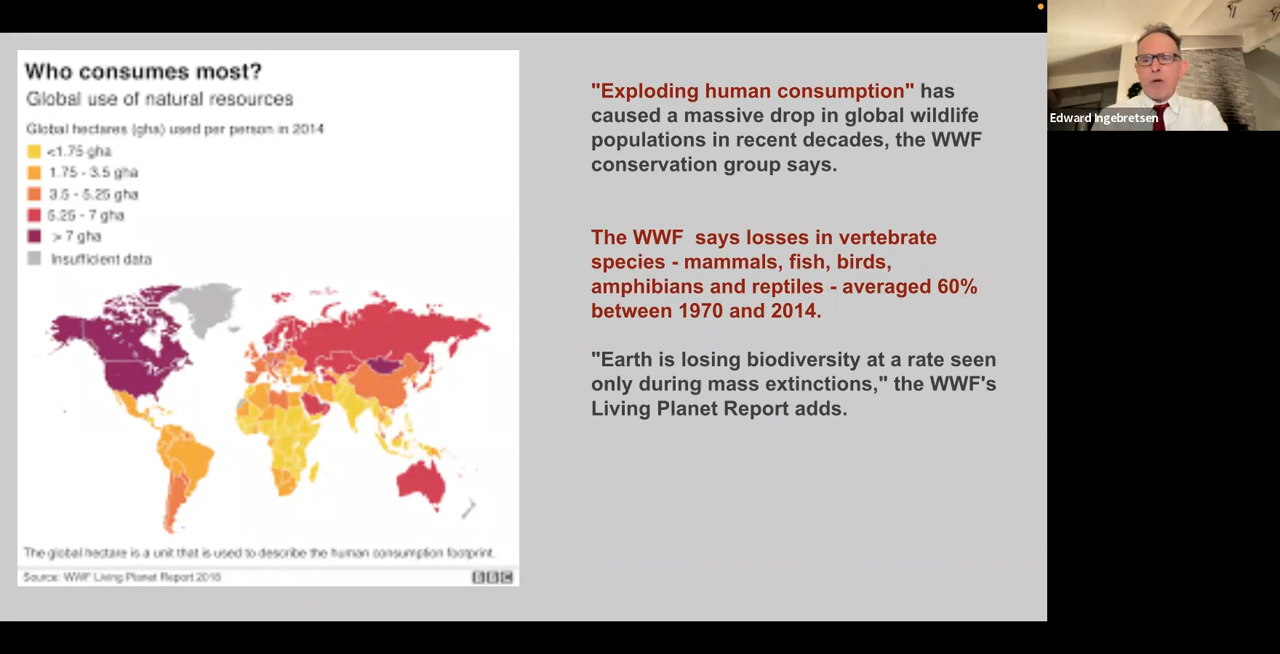 Who consumes most?
Global use of natural resources
Global hectares (gha) used per person in 2014
<1.75 gha
1.75 - 3.5 gha
3.5 - 5.25 gha
5.25 - 7 gha
> 7 gha
Insufficient data
The global hectare is a unit that is used to describe the human consumption footprint.
Source: WWF Living Planet Report 2018
BBC
"Exploding human consumption" has
caused a massive drop in global wildlife
populations in recent decades, the WWF
conservation group says.
The WWF  says losses in vertebrate
species - mammals, fish, birds,
amphibians and reptiles - averaged 60%
between 1970 and 2014.
"Earth is losing biodiversity at a rate seen
only during mass extinctions," the WWF's
Living Planet Report adds.
Edward Ingebretsen